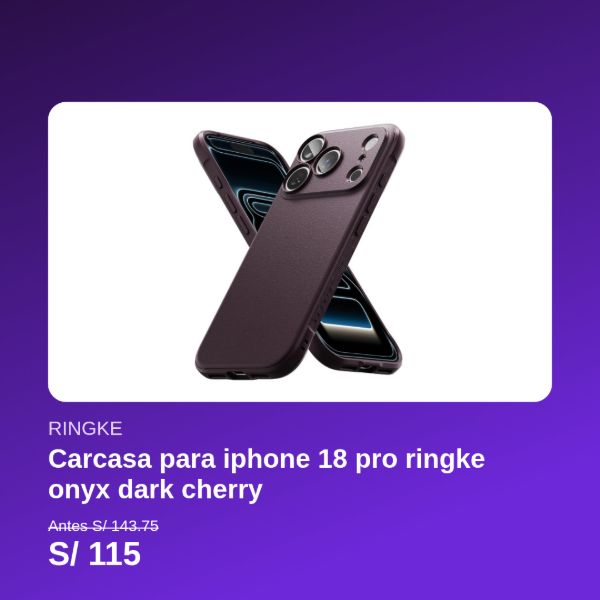 RINGKE
Carcasa para iphone 18 pro ringke
onyx dark cherry
Antes S/ 143.75
S/ 115